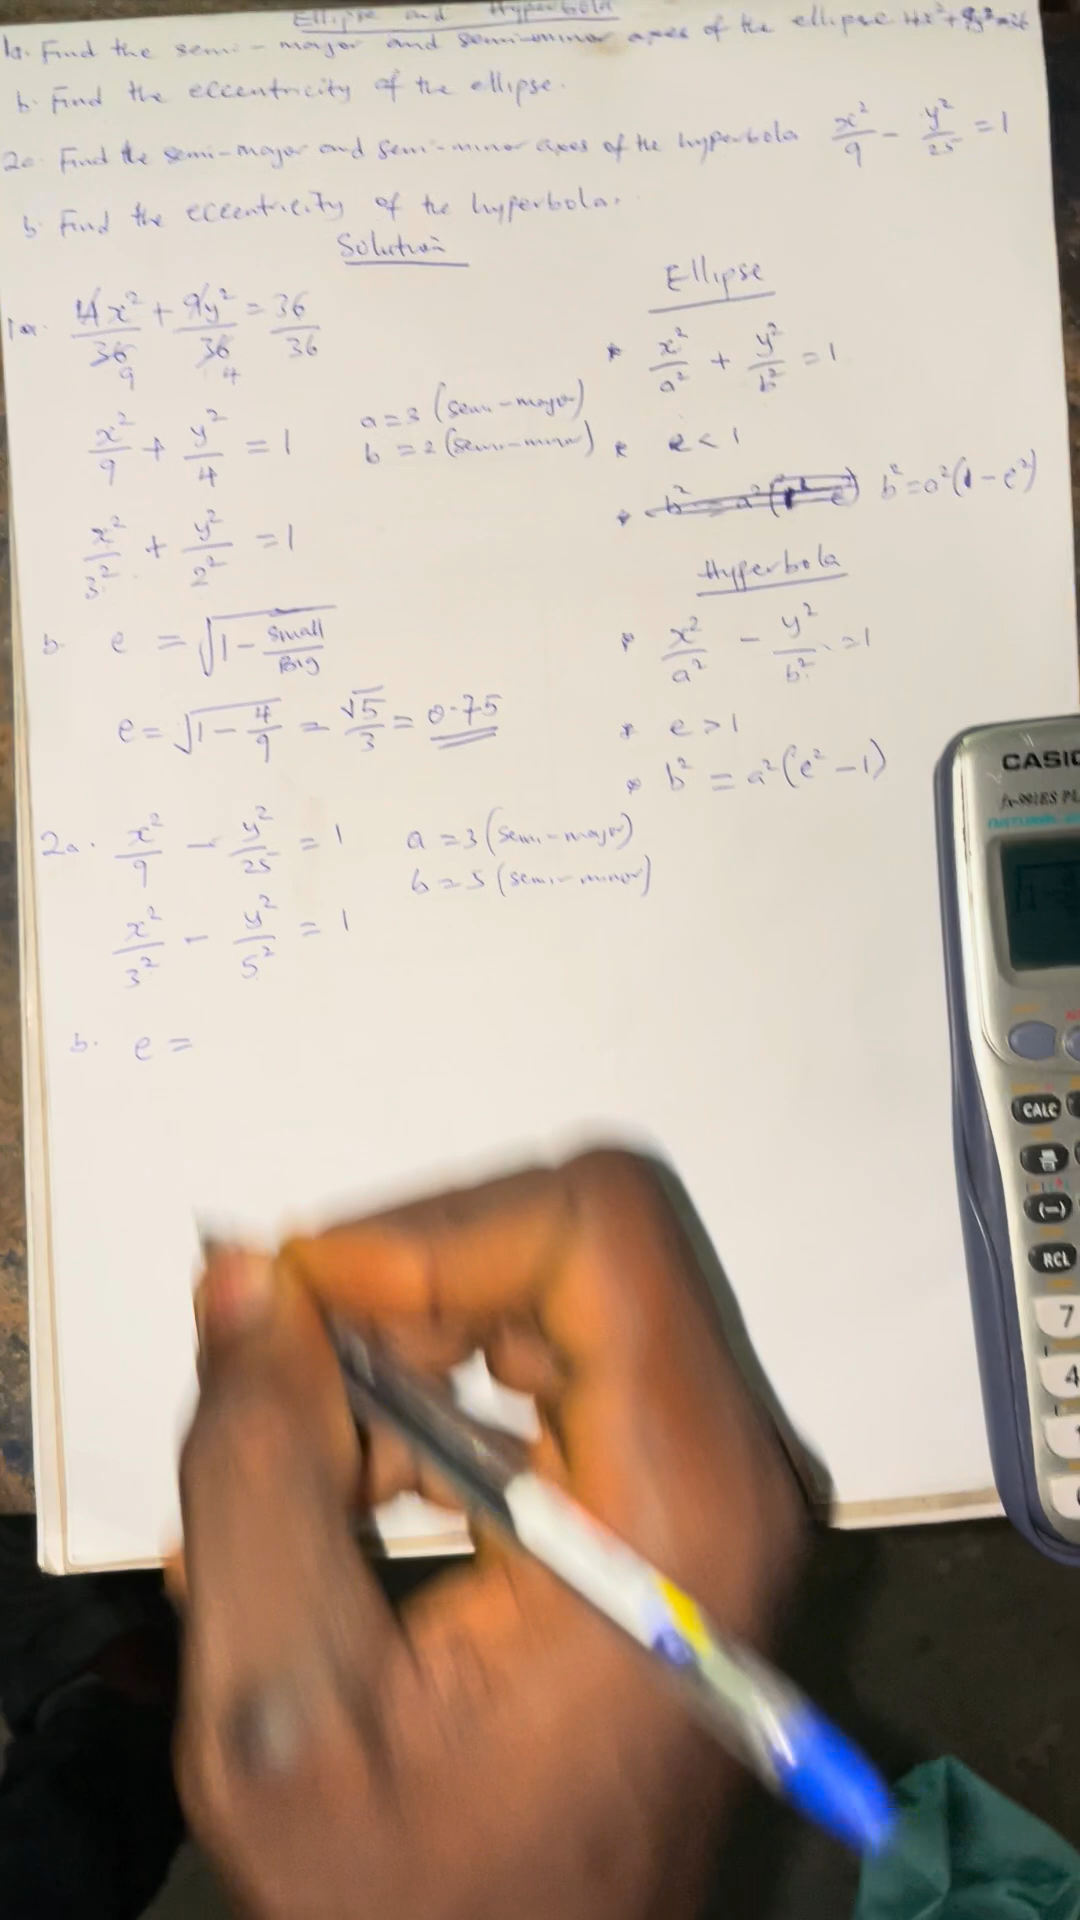 Ellipse and Hyperbola
1a. Find the semi-major and semi-minor axes of the ellipse 4x² + 9y² = 36
b. Find the eccentricity of the ellipse.
2a. Find the semi-major and semi-minor axes of the hyperbola x²/9 - y²/25 = 1
b. Find the eccentricity of the hyperbola.
Solution
1a. 4x²/36 + 9y²/36 = 36/36
9 4
x²/9 + y²/4 = 1
a = 3 (semi-major)
b = 2 (semi-minor)
x²/3² + y²/2² = 1
b. e = √(1 - small/Big)
e = √(1 - 4/9) = √5/3 = 0.75
Ellipse
* x²/a² + y²/b² = 1
* e < 1
* b² = a²(1 - e²)
Hyperbola
* x²/a² - y²/b² = 1
* e > 1
* b² = a²(e² - 1)
2a. x²/9 - y²/25 = 1
a = 3 (semi-major)
b = 5 (semi-minor)
x²/3² - y²/5² = 1
b. e =
CASIO
fx-991ES PL
CALC
(-)
RCL
7
4